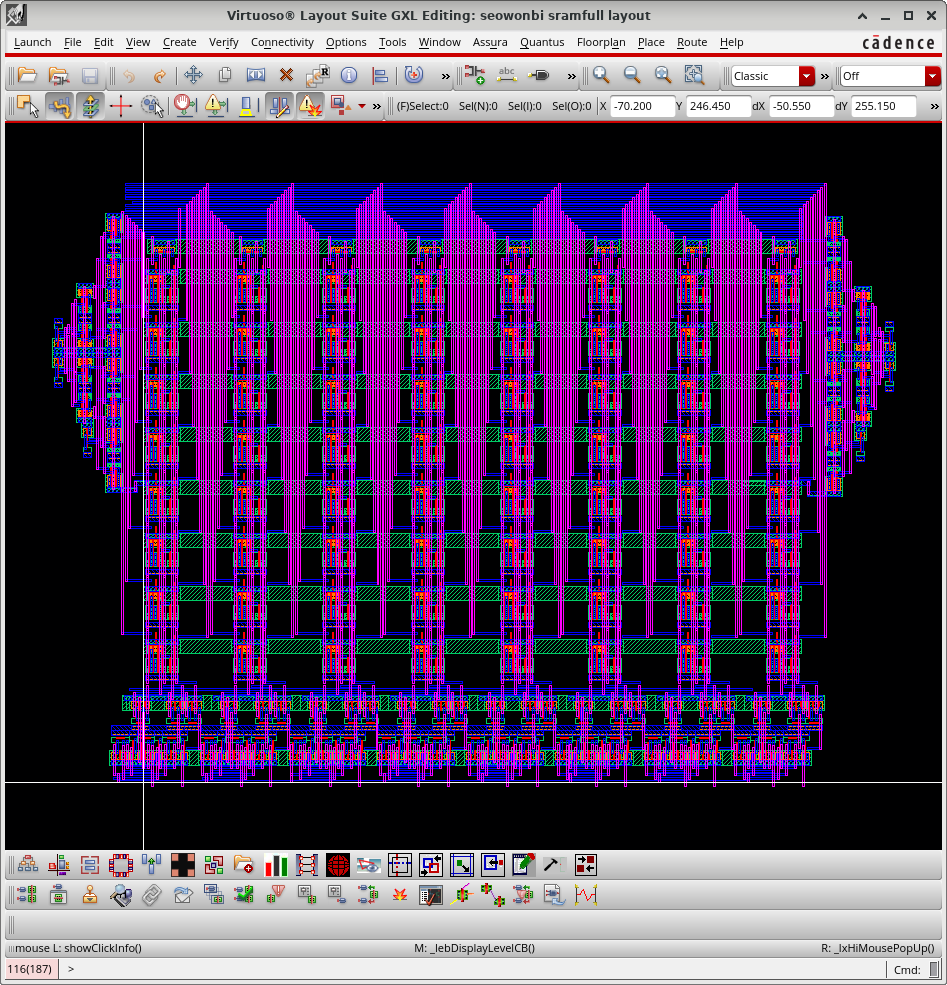 Virtuoso® Layout Suite GXL Editing: seowonbi sramfull layout
Launch File Edit View Create Verify Connectivity Options Tools Window Assura Quantus Floorplan Place Route Help cādence
abc Classic Off
(F)Select:0 Sel(N):0 Sel(I):0 Sel(O):0 X -70.200 Y 246.450 dX -50.550 dY 255.150
mouse L: showClickInfo() M: _lebDisplayLevelCB() R: _lxHiMousePopUp()
116(187) > Cmd: